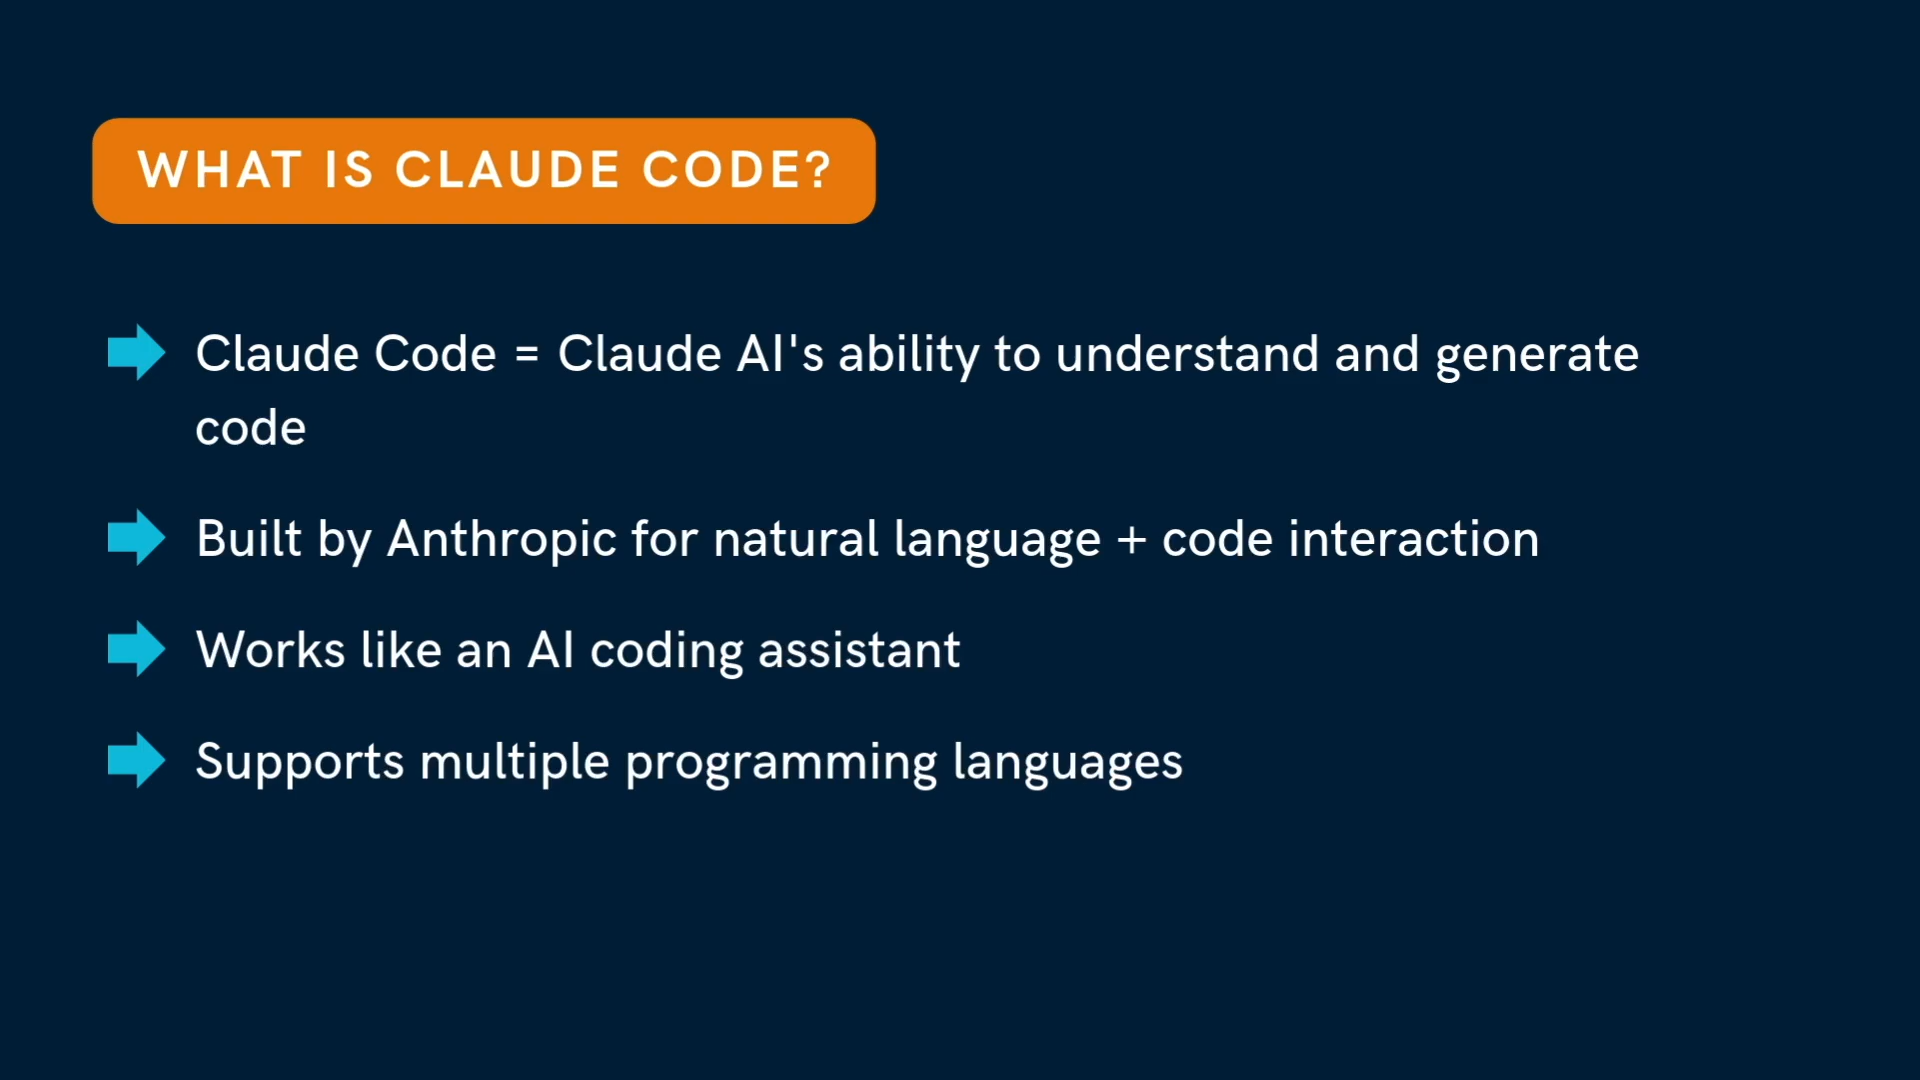 WHAT IS CLAUDE CODE?
Claude Code = Claude AI's ability to understand and generate
code
Built by Anthropic for natural language + code interaction
Works like an AI coding assistant
Supports multiple programming languages